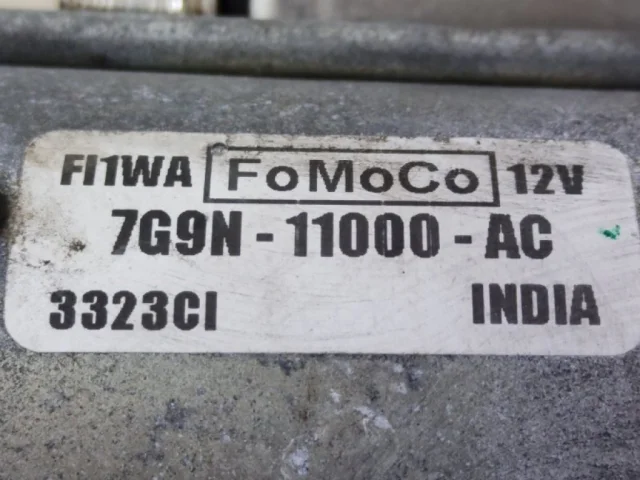 FI1WA FoMoCo 12V
7G9N - 11000 - AC
3323CI INDIA